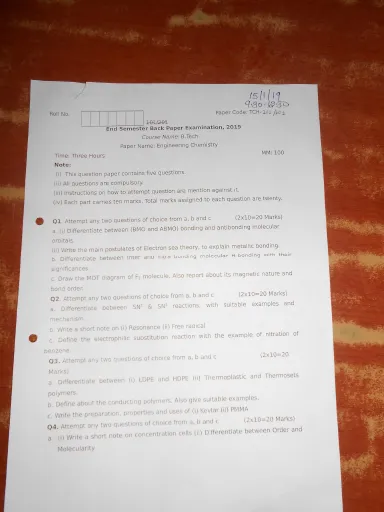 15/1/19
9:30-12:30
Roll No.
Paper Code: TCH-101/201
101/201
End Semester Back Paper Examination, 2019
Course Name: B.Tech
Paper Name: Engineering Chemistry
Time: Three Hours MM: 100
Note:
(i) This question paper contains five questions
(ii) All questions are compulsory.
(iii) Instructions on how to attempt question are mention against it.
(iv) Each part carries ten marks. Total marks assigned to each question are twenty.
Q1. Attempt any two questions of choice from a, b and c (2x10=20 Marks)
a. (i) Differentiate between (BMO and ABMO) bonding and antibonding molecular
orbitals.
(ii) Write the main postulates of Electron sea theory, to explain metallic bonding.
b. Differentiate between inter and intra bonding molecular H-bonding with their
significances.
c. Draw the MOT diagram of F₂ molecule. Also report about its magnetic nature and
bond order.
Q2. Attempt any two questions of choice from a, b and c (2x10=20 Marks)
a. Differentiate between SN¹ & SN² reactions, with suitable examples and
mechanism.
b. Write a short note on (i) Resonance (ii) Free radical
c. Define the electrophilic substitution reaction with the example of nitration of
benzene.
Q3. Attempt any two questions of choice from a, b and c (2x10=20
Marks)
a. Differentiate between (i) LDPE and HDPE (ii) Thermoplastic and Thermosets
polymers.
b. Define about the conducting polymers. Also give suitable examples.
c. Write the preparation, properties and uses of (i) Kevlar (ii) PMMA
Q4. Attempt any two questions of choice from a, b and c (2x10=20 Marks)
a. (i) Write a short note on concentration cells (ii) Differentiate between Order and
Molecularity